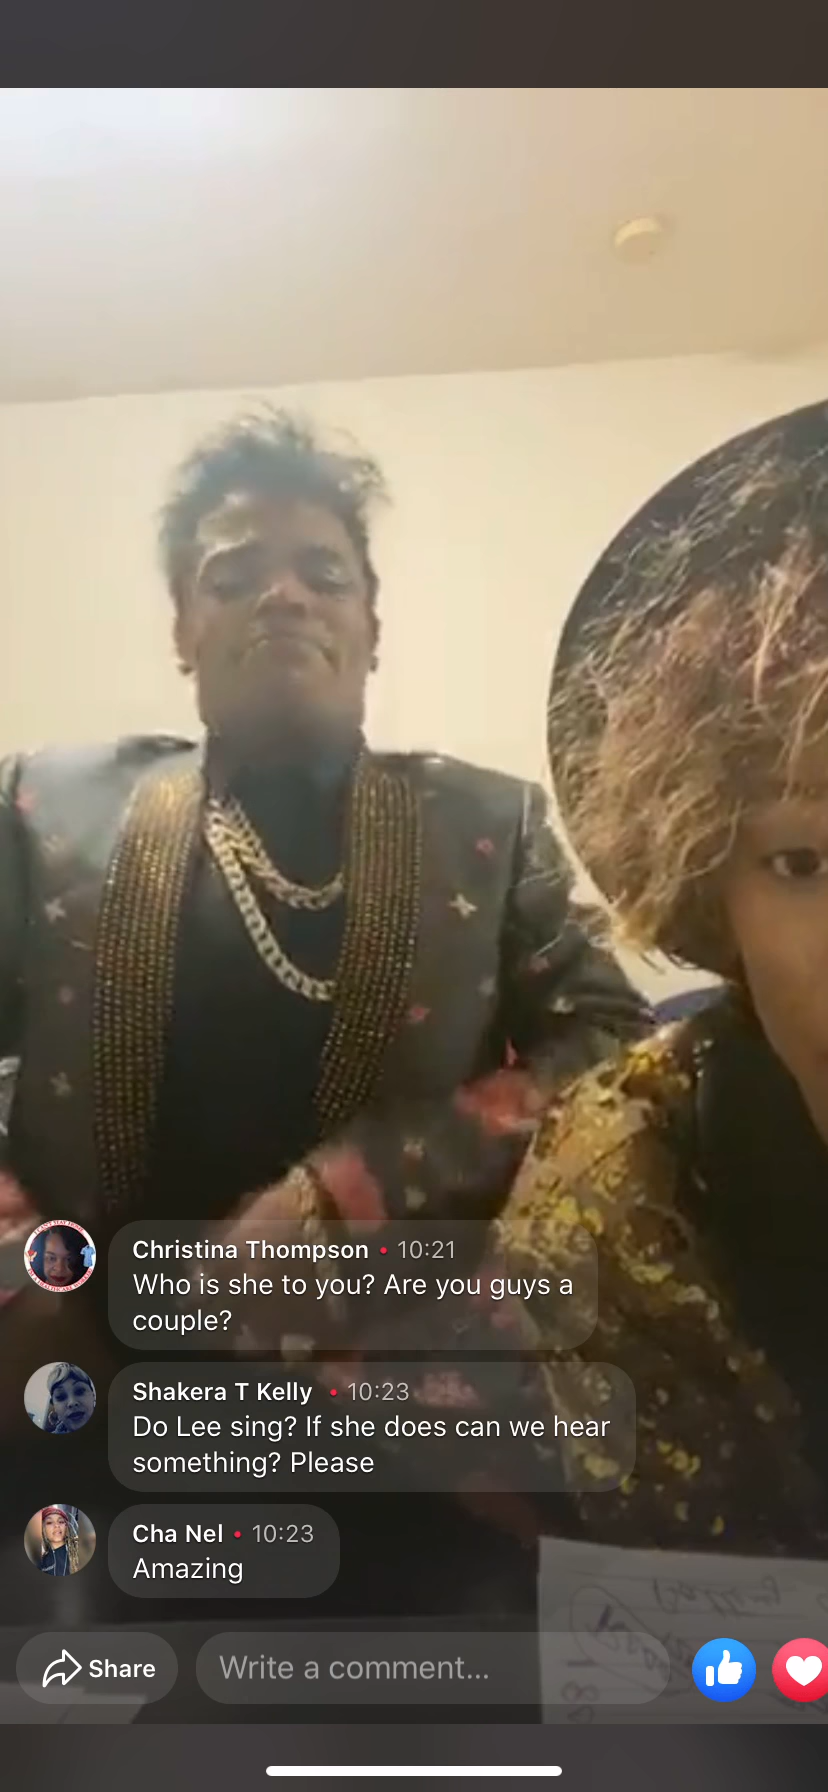 Christina Thompson • 10:21
Who is she to you? Are you guys a
couple?
Shakera T Kelly • 10:23
Do Lee sing? If she does can we hear
something? Please
Cha Nel • 10:23
Amazing
Share
Write a comment...